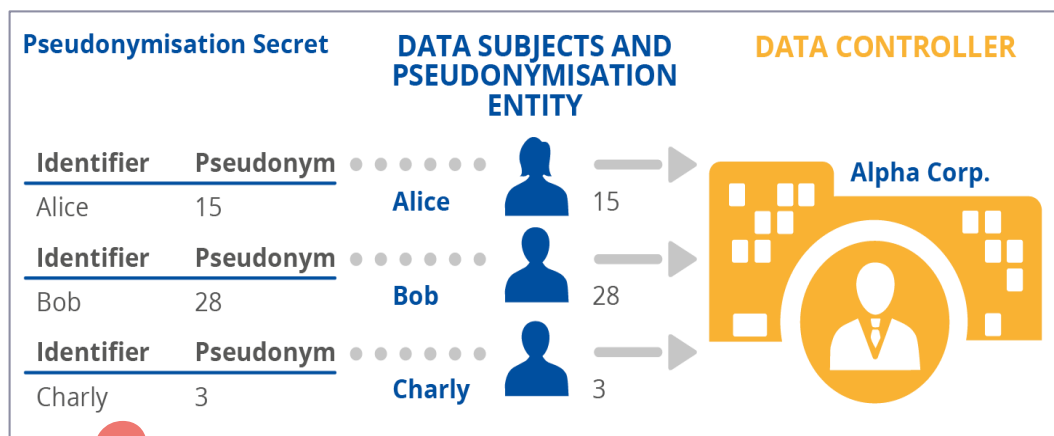 Pseudonymisation Secret
DATA SUBJECTS AND
PSEUDONYMISATION
ENTITY
DATA CONTROLLER
Identifier Pseudonym
Alice 15
Alice
15
Identifier Pseudonym
Bob 28
Bob
28
Identifier Pseudonym
Charly 3
Charly
3
Alpha Corp.